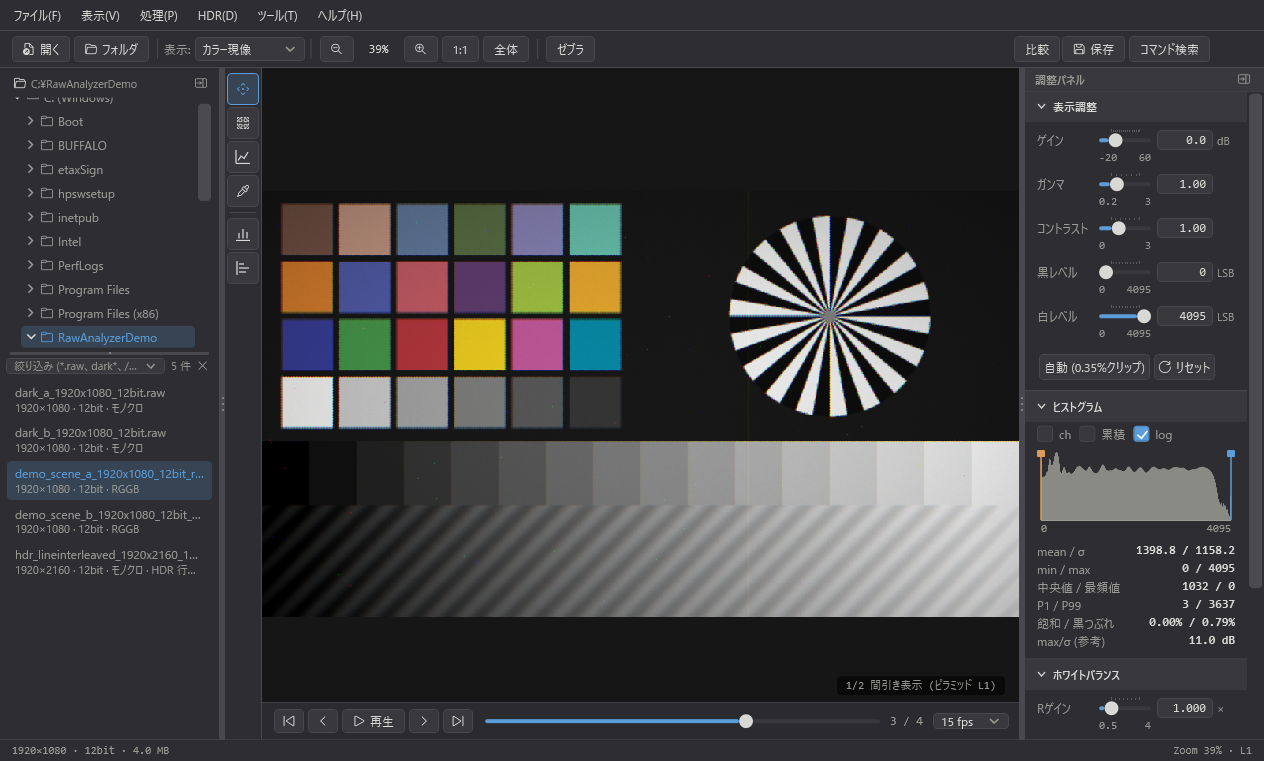 ファイル(F) 表示(V) 処理(P) HDR(D) ツール(T) ヘルプ(H)
開く フォルダ 表示: カラー現像 39% 1:1 全体 ゼブラ 比較 保存 コマンド検索
C:¥RawAnalyzerDemo
C: (Windows)
Boot
BUFFALO
etaxSign
hpswsetup
inetpub
Intel
PerfLogs
Program Files
Program Files (x86)
RawAnalyzerDemo
絞り込み (*.raw, dark*、/... 5 件
dark_a_1920x1080_12bit.raw
1920×1080 · 12bit · モノクロ
dark_b_1920x1080_12bit.raw
1920×1080 · 12bit · モノクロ
demo_scene_a_1920x1080_12bit_r...
1920×1080 · 12bit · RGGB
demo_scene_b_1920x1080_12bit_...
1920×1080 · 12bit · RGGB
hdr_lineinterleaved_1920x2160_1...
1920×2160 · 12bit · モノクロ · HDR 行...
1/2 間引き表示 (ピラミッド L1)
再生 3 / 4 15 fps
調整パネル
表示調整
ゲイン 0.0 dB
-20 60
ガンマ 1.00
0.2 3
コントラスト 1.00
0 3
黒レベル 0 LSB
0 4095
白レベル 4095 LSB
0 4095
自動 (0.35%クリップ) リセット
ヒストグラム
ch 累積 log
0 4095
mean / σ 1398.8 / 1158.2
min / max 0 / 4095
中央値 / 最頻値 1032 / 0
P1 / P99 3 / 3637
飽和 / 黒つぶれ 0.00% / 0.79%
max/σ (参考) 11.0 dB
ホワイトバランス
Rゲイン 1.000 ×
0.5 4
1920×1080 · 12bit · 4.0 MB Zoom 39% · L1